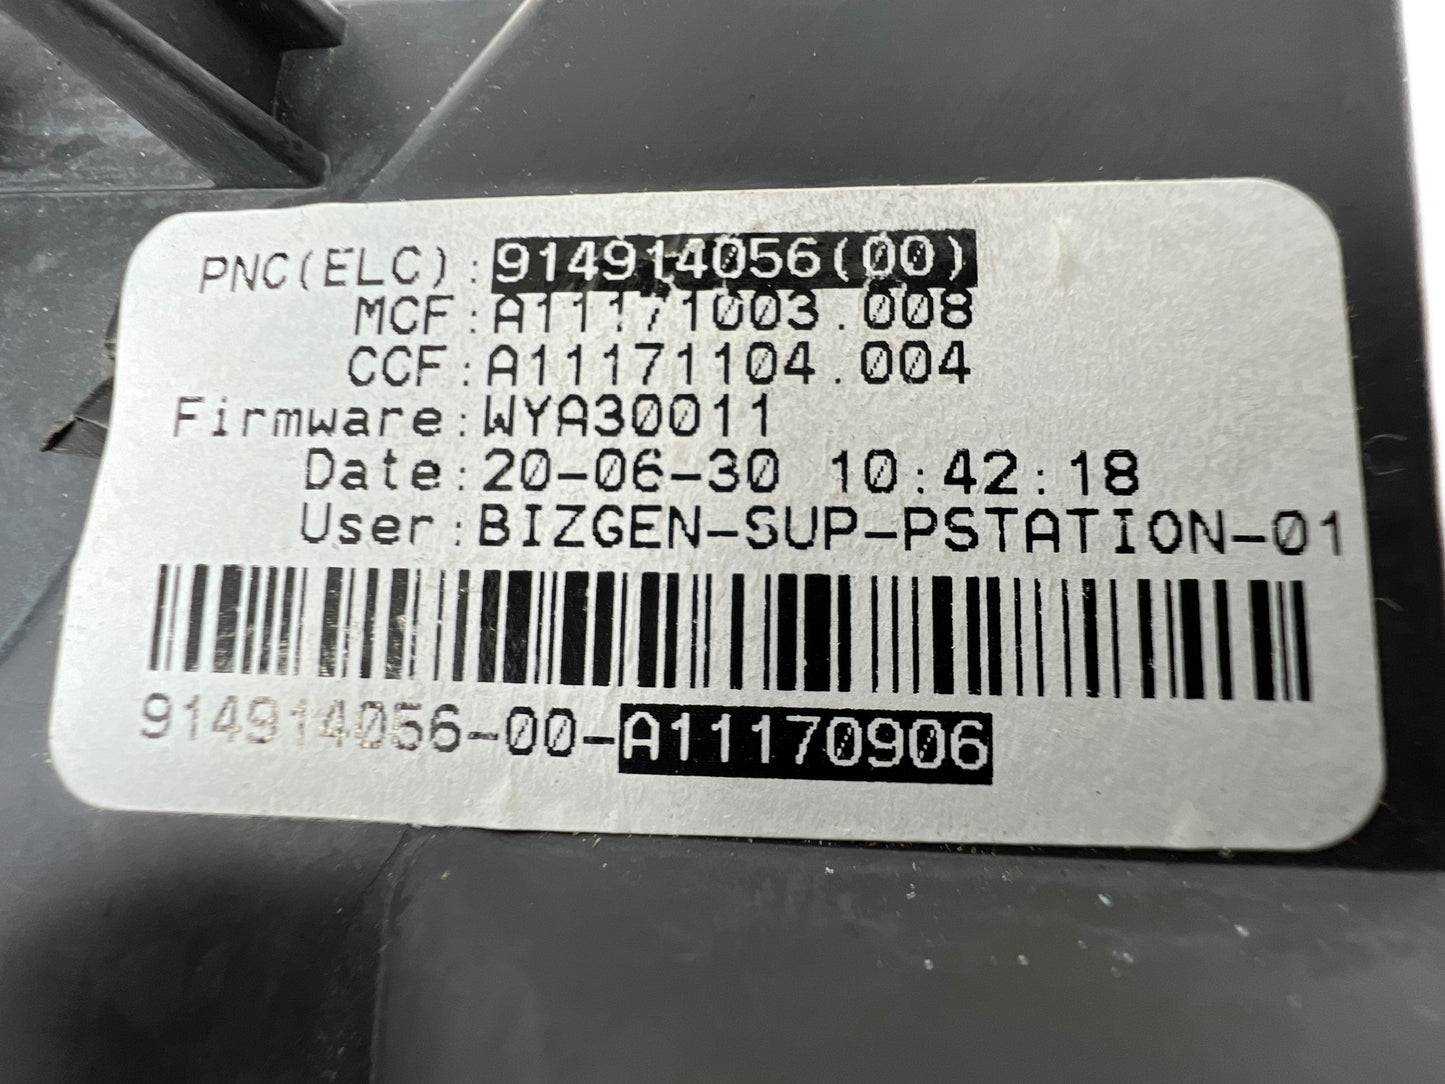 PNC(ELC):914914056(00)
MCF:A11171003.008
CCF:A11171104.004
Firmware:WYA30011
Date:20-06-30 10:42:18
User:BIZGEN-SUP-PSTATION-01
914914056-00-A11170906